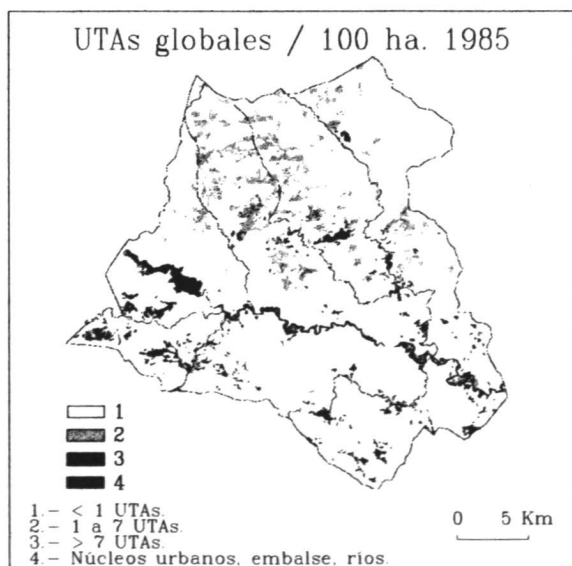 UTAs globales / 100 ha. 1985
1
2
3
4
1.- < 1 UTAs.
2.- 1 a 7 UTAs.
3.- > 7 UTAs.
4.- Núcleos urbanos, embalse, ríos.
0 5 Km